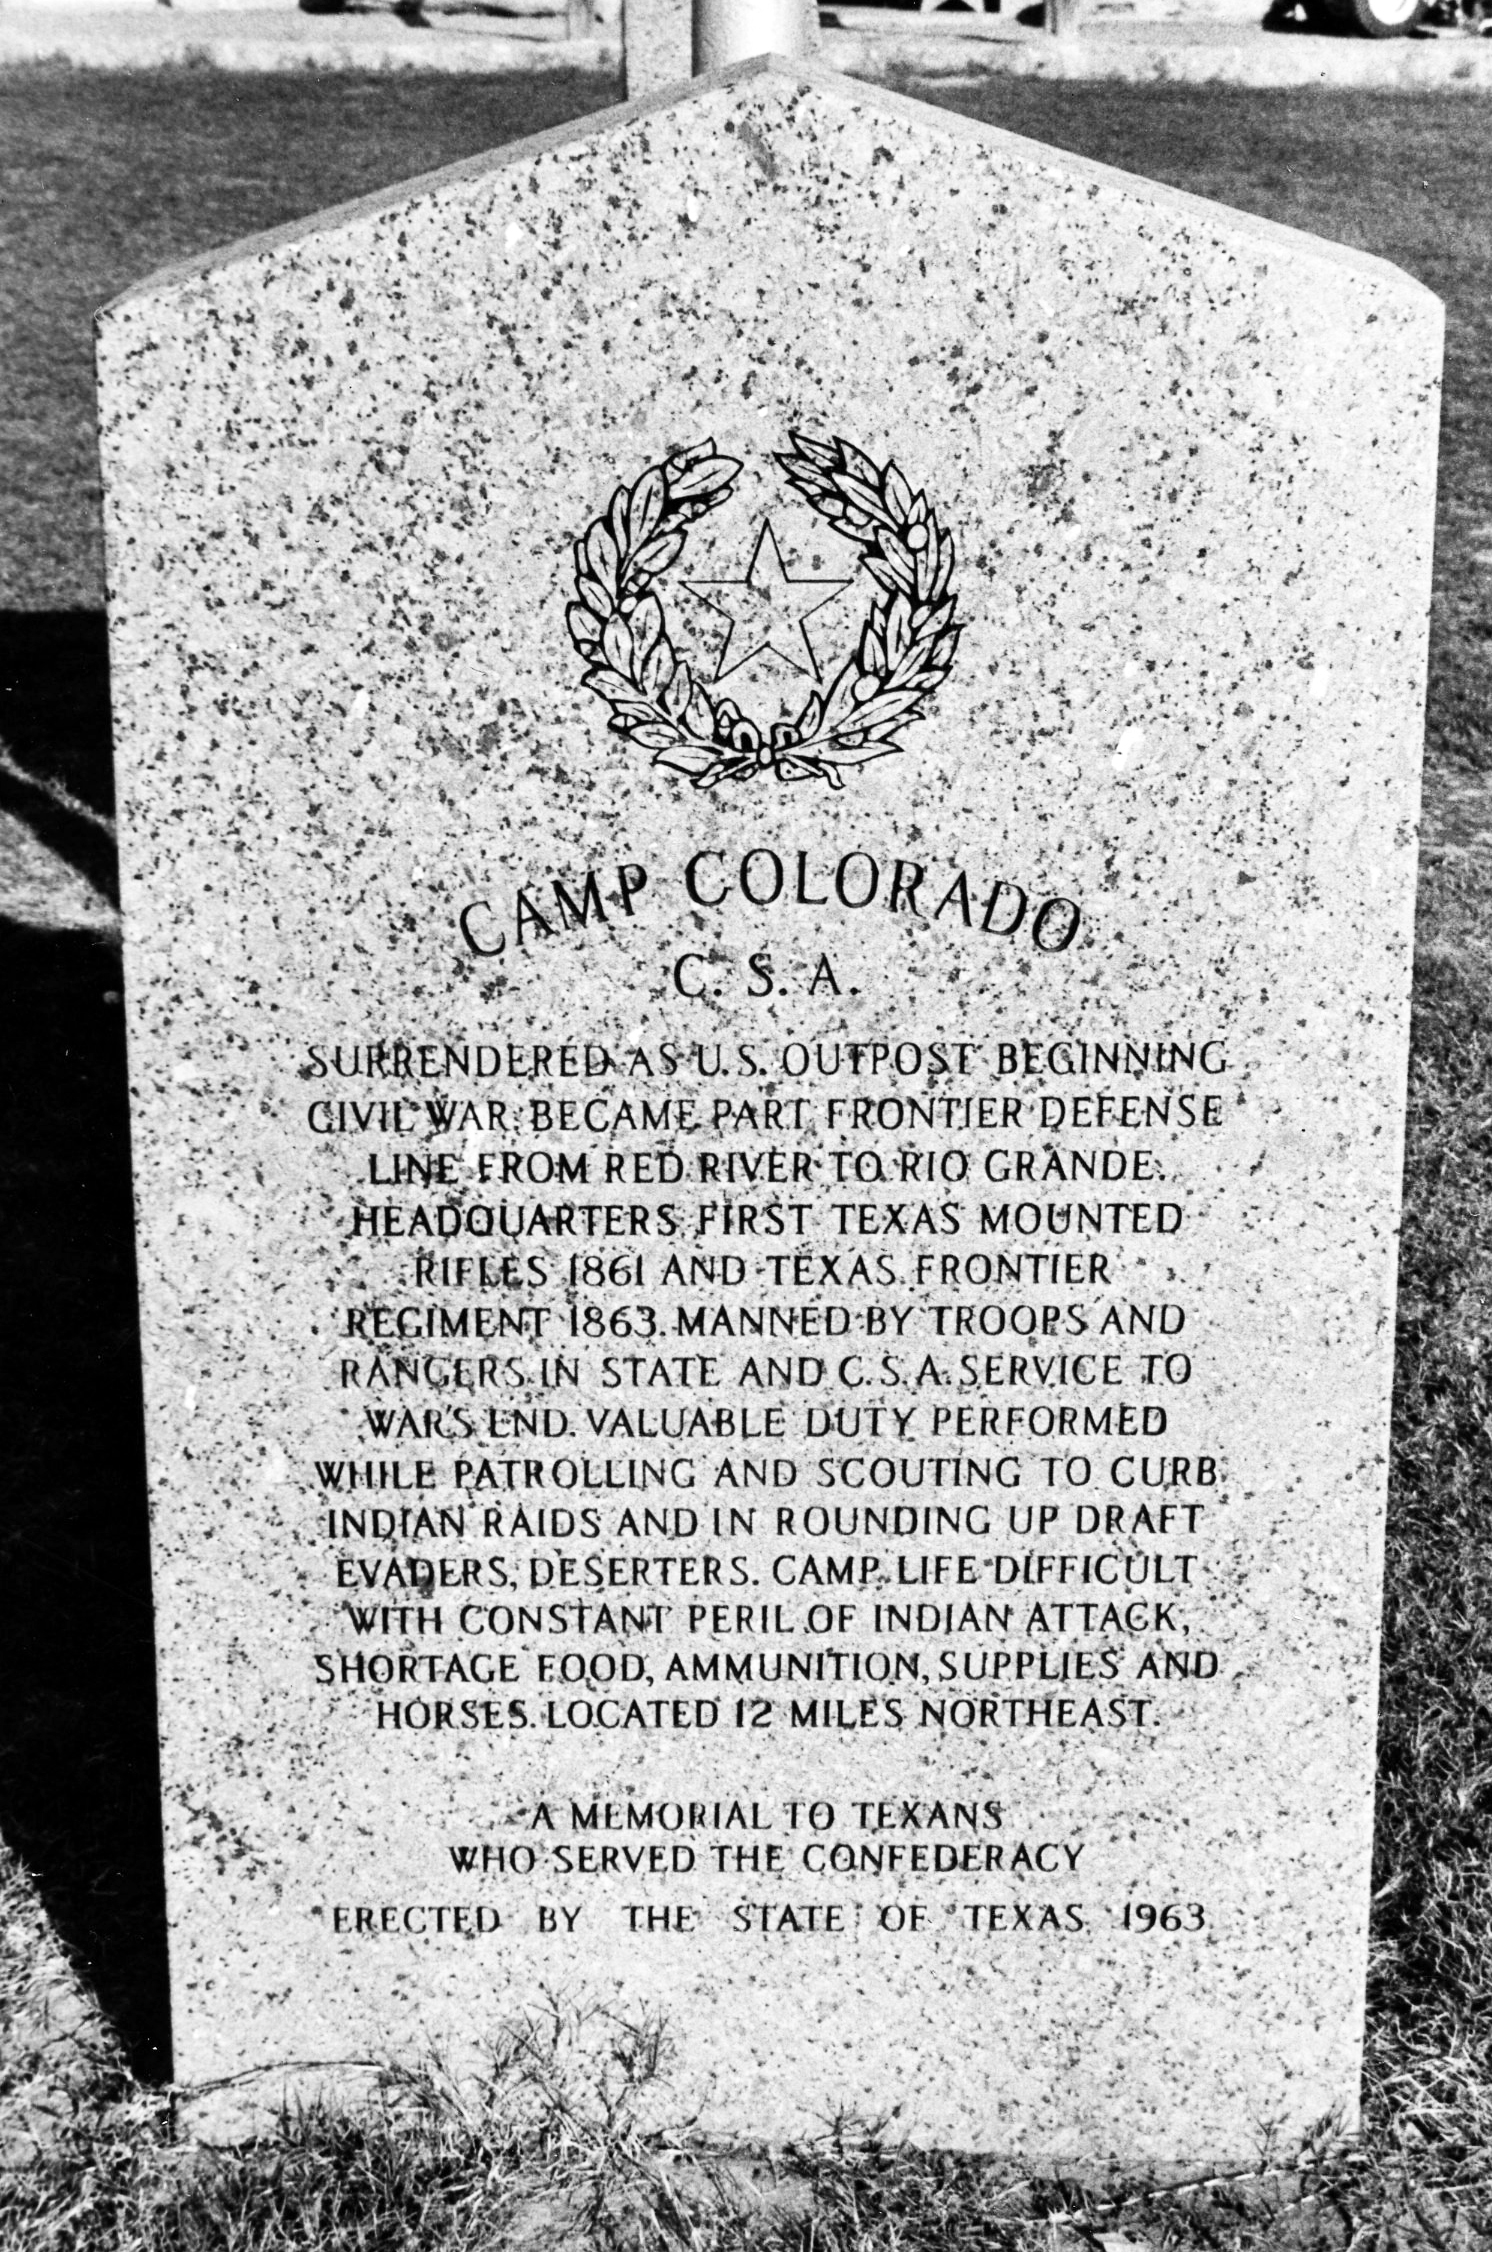 CAMP COLORADO
C. S. A.
SURRENDERED AS U.S. OUTPOST BEGINNING
CIVIL WAR. BECAME PART FRONTIER DEFENSE
LINE FROM RED RIVER TO RIO GRANDE.
HEADQUARTERS FIRST TEXAS MOUNTED
RIFLES 1861 AND TEXAS FRONTIER
REGIMENT 1863. MANNED BY TROOPS AND
RANGERS IN STATE AND C.S.A. SERVICE TO
WAR'S END. VALUABLE DUTY PERFORMED
WHILE PATROLLING AND SCOUTING TO CURB
INDIAN RAIDS AND IN ROUNDING UP DRAFT
EVADERS, DESERTERS. CAMP LIFE DIFFICULT
WITH CONSTANT PERIL OF INDIAN ATTACK,
SHORTAGE FOOD, AMMUNITION, SUPPLIES AND
HORSES. LOCATED 12 MILES NORTHEAST.
A MEMORIAL TO TEXANS
WHO SERVED THE CONFEDERACY
ERECTED BY THE STATE OF TEXAS 1963